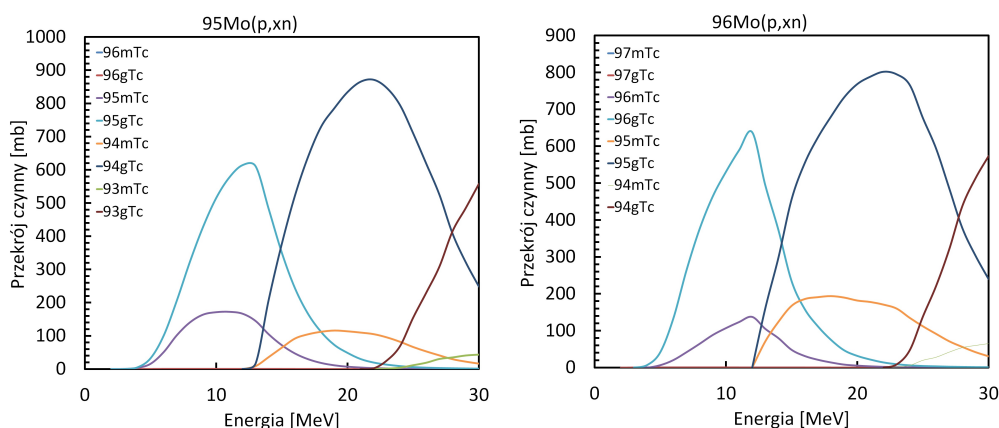 95Mo(p,xn)
1000
900
800
700
600
500
400
300
200
100
0
Przekrój czynny [mb]
96mTc
96gTc
95mTc
95gTc
94mTc
94gTc
93mTc
93gTc
0
10
20
30
Energia [MeV]
96Mo(p,xn)
900
800
700
600
500
400
300
200
100
0
Przekrój czynny [mb]
97mTc
97gTc
96mTc
96gTc
95mTc
95gTc
94mTc
94gTc
0
10
20
30
Energia [MeV]